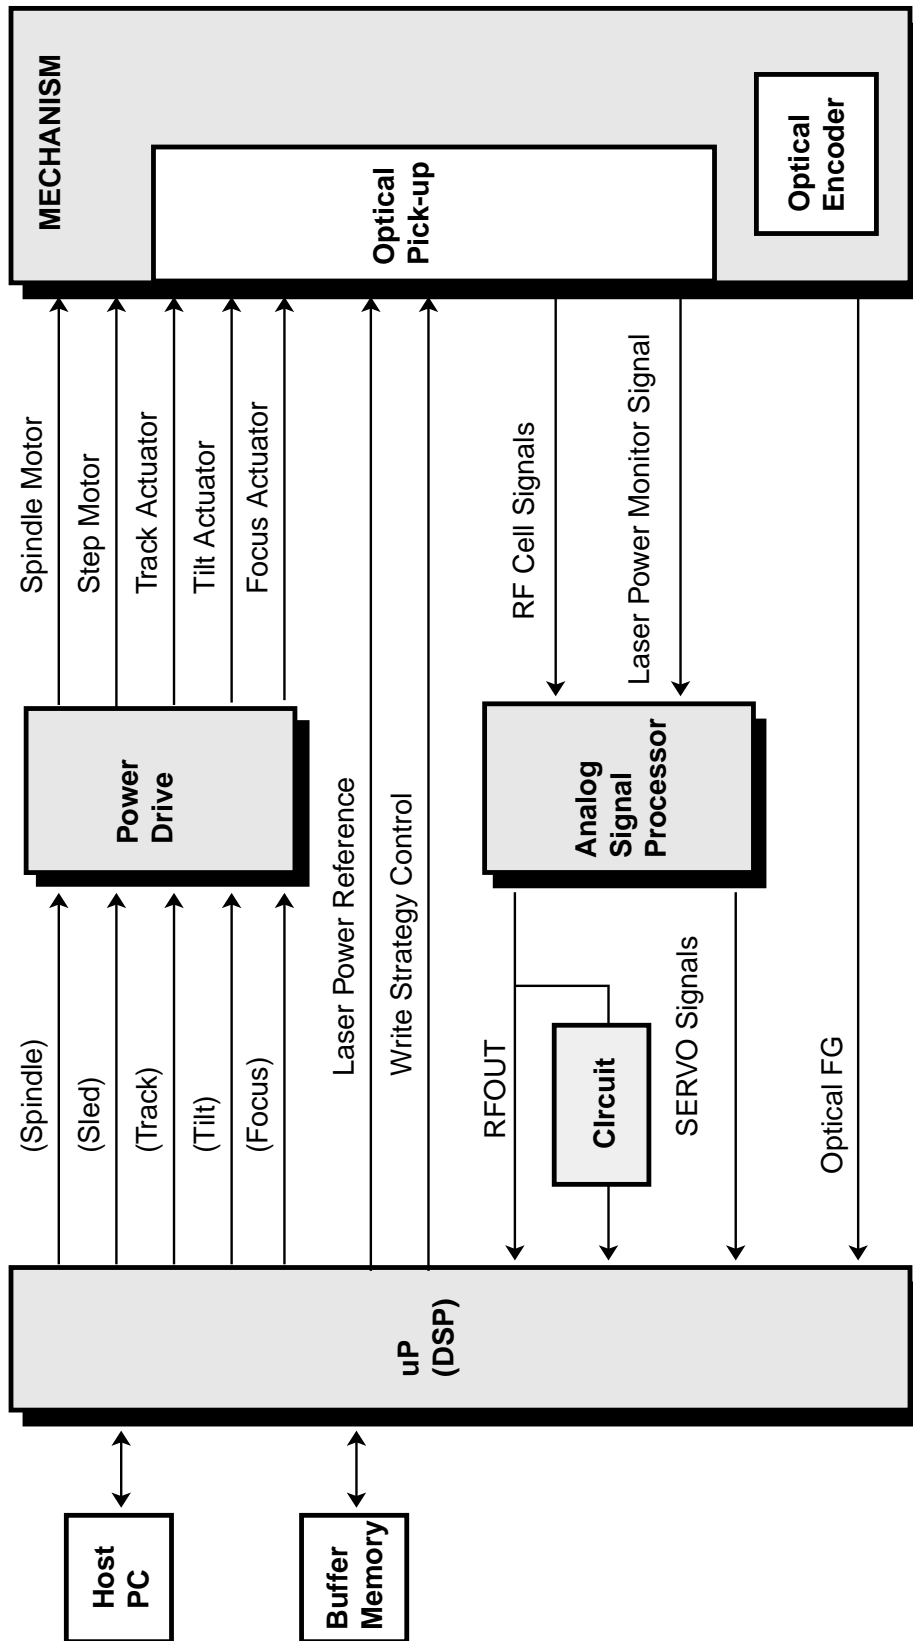 Host
PC
Buffer
Memory
uP
(DSP)
(Spindle)
(Sled)
(Track)
(Tilt)
(Focus)
Power
Drive
Spindle Motor
Step Motor
Track Actuator
Tilt Actuator
Focus Actuator
Laser Power Reference
Write Strategy Control
RFOUT
CIrcuit
SERVO Signals
Analog
Signal
Processor
RF Cell Signals
Laser Power Monitor Signal
Optical FG
MECHANISM
Optical
Pick-up
Optical
Encoder